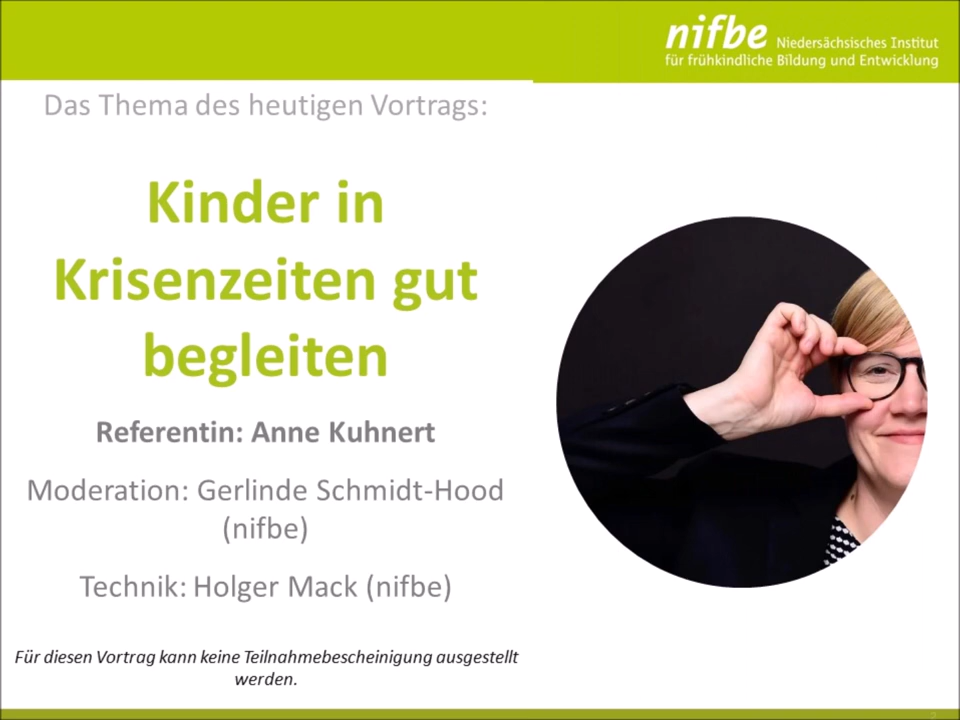 nifbe Niedersächsisches Institut
für frühkindliche Bildung und Entwicklung
Das Thema des heutigen Vortrags:
Kinder in
Krisenzeiten gut
begleiten
Referentin: Anne Kuhnert
Moderation: Gerlinde Schmidt-Hood
(nifbe)
Technik: Holger Mack (nifbe)
Für diesen Vortrag kann keine Teilnahmebescheinigung ausgestellt
werden.
2